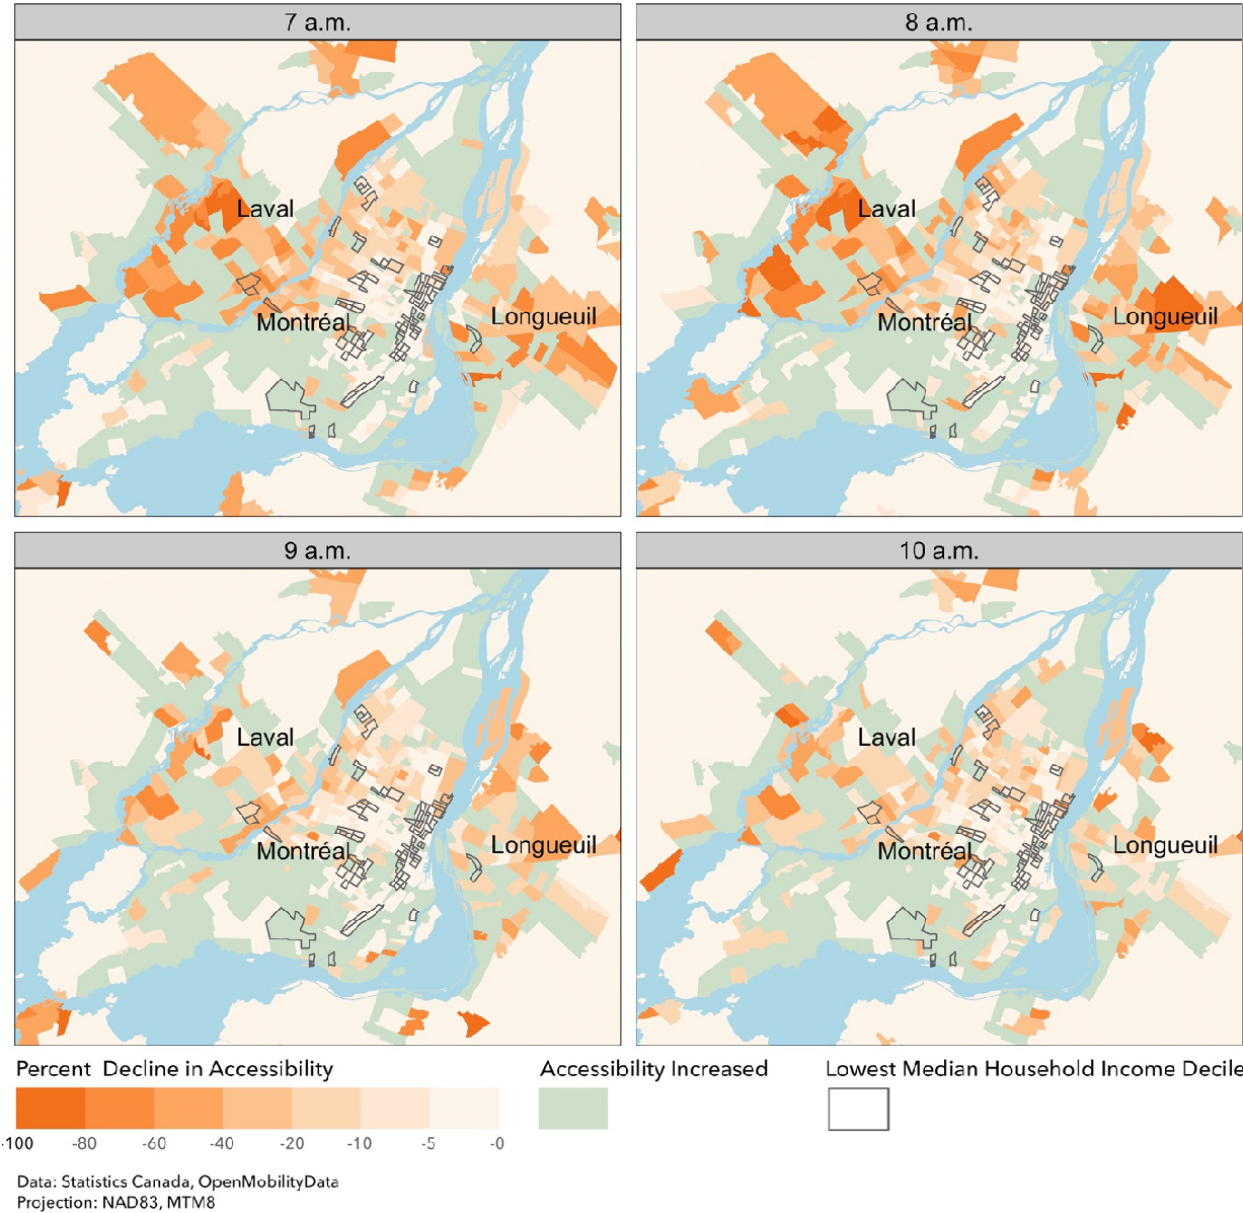 7 a.m.
8 a.m.
Laval
Montréal
Longueuil
Laval
Montréal
Longueuil
9 a.m.
10 a.m.
Laval
Montréal
Longueuil
Laval
Montréal
Longueuil
Percent Decline in Accessibility
Accessibility Increased
Lowest Median Household Income Decile
-100 -80 -60 -40 -20 -10 -5 -0
Data: Statistics Canada, OpenMobilityData
Projection: NAD83, MTM8